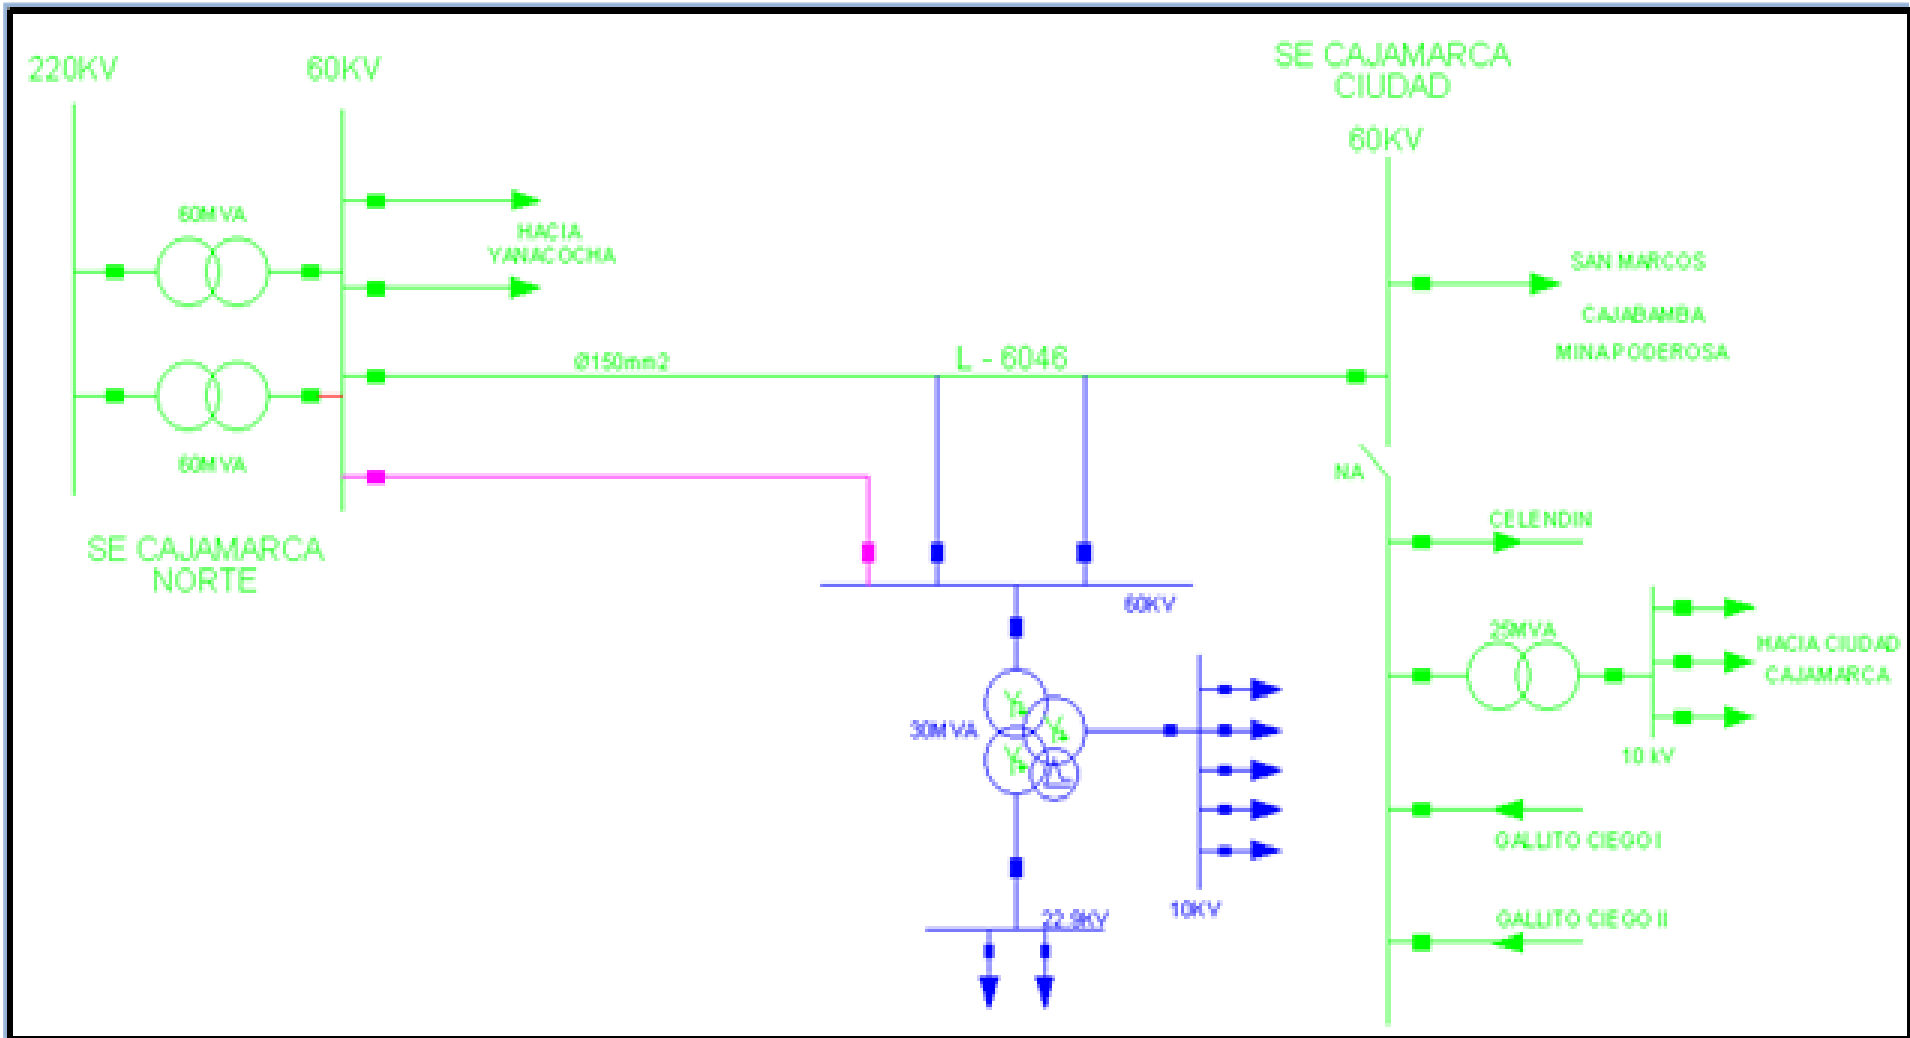 220KV
60KV
SE CAJAMARCA
CIUDAD
60KV
60MVA
HACIA
YANACOCHA
SAN MARCOS
CAJABAMBA
MINA PODEROSA
Ø150mm2
L - 6046
60MVA
NA
SE CAJAMARCA
NORTE
CELENDIN
60KV
25MVA
HACIA CIUDAD
CAJAMARCA
30MVA
10 kV
GALLITO CIEGO I
10KV
22.9KV
GALLITO CIEGO II